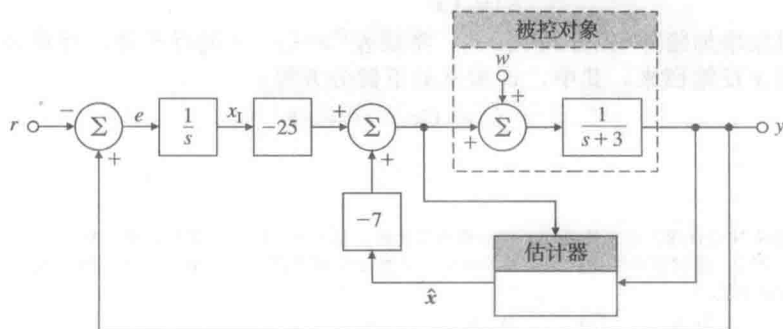 被控对象
w
+
r
−
Σ
+
e
1/s
x_I
−25
+
Σ
+
+
Σ
+
1/(s+3)
y
−7
估计器
x̂